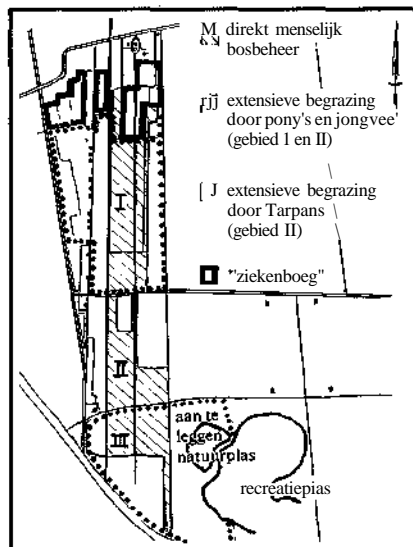 M direkt menselijk
bosbeheer
extensieve begrazing
door pony's en jongvee'
(gebied I en II)
[ J extensieve begrazing
door Tarpans
(gebied II)
"ziekenboeg"
I
II
III
aan te
leggen
natuurplas
recreatiepias